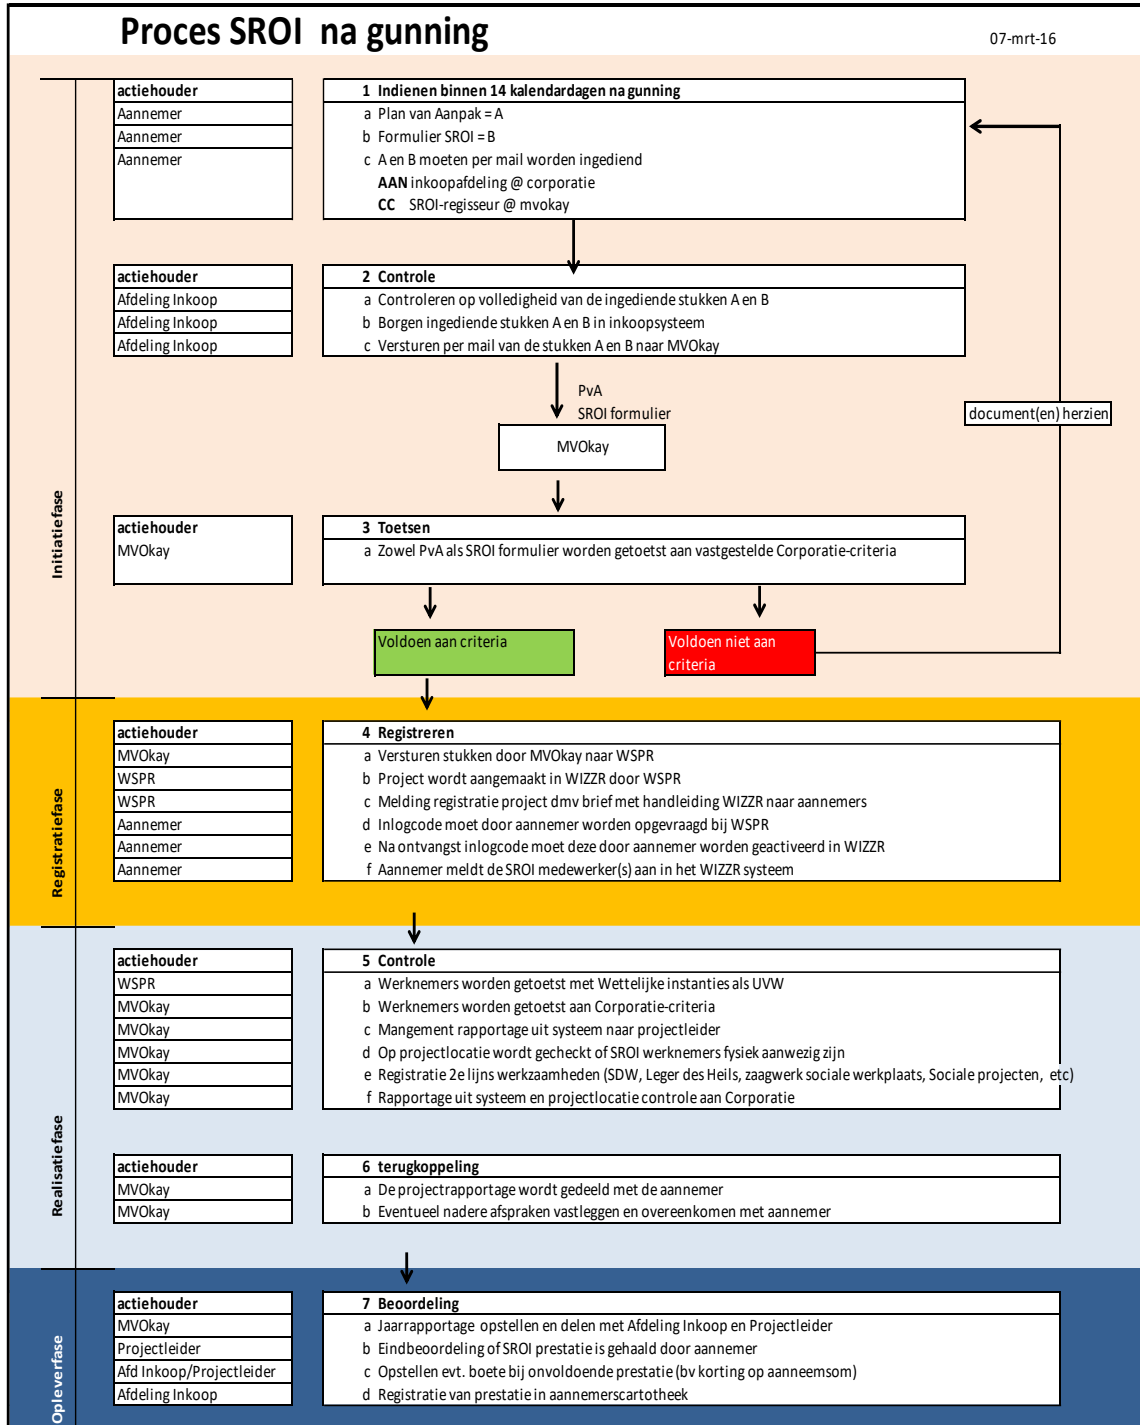 Proces SROI na gunning
07-mrt-16
Initiatiefase
actiehouder
1 Indienen binnen 14 kalendardagen na gunning
Aannemer
a Plan van Aanpak = A
Aannemer
b Formulier SROI = B
Aannemer
c A en B moeten per mail worden ingediend
AAN inkoopafdeling @ corporatie
CC SROI-regisseur @ mvokay
actiehouder
2 Controle
Afdeling Inkoop
a Controleren op volledigheid van de ingediende stukken A en B
Afdeling Inkoop
b Borgen ingediende stukken A en B in inkoopsysteem
Afdeling Inkoop
c Versturen per mail van de stukken A en B naar MVOkay
PvA
SROI formulier
document(en) herzien
MVOkay
actiehouder
3 Toetsen
MVOkay
a Zowel PvA als SROI formulier worden getoetst aan vastgestelde Corporatie-criteria
Voldoen aan criteria
Voldoen niet aan
criteria
Registratiefase
actiehouder
4 Registreren
MVOkay
a Versturen stukken door MVOkay naar WSPR
WSPR
b Project wordt aangemaakt in WIZZR door WSPR
WSPR
c Melding registratie project dmv brief met handleiding WIZZR naar aannemers
Aannemer
d Inlogcode moet door aannemer worden opgevraagd bij WSPR
Aannemer
e Na ontvangst inlogcode moet deze door aannemer worden geactiveerd in WIZZR
Aannemer
f Aannemer meldt de SROI medewerker(s) aan in het WIZZR systeem
Realisatiefase
actiehouder
5 Controle
WSPR
a Werknemers worden getoetst met Wettelijke instanties als UVW
MVOkay
b Werknemers worden getoetst aan Corporatie-criteria
MVOkay
c Mangement rapportage uit systeem naar projectleider
MVOkay
d Op projectlocatie wordt gecheckt of SROI werknemers fysiek aanwezig zijn
MVOkay
e Registratie 2e lijns werkzaamheden (SDW, Leger des Heils, zaagwerk sociale werkplaats, Sociale projecten, etc)
MVOkay
f Rapportage uit systeem en projectlocatie controle aan Corporatie
actiehouder
6 terugkoppeling
MVOkay
a De projectrapportage wordt gedeeld met de aannemer
MVOkay
b Eventueel nadere afspraken vastleggen en overeenkomen met aannemer
Opleverfase
actiehouder
7 Beoordeling
MVOkay
a Jaarrapportage opstellen en delen met Afdeling Inkoop en Projectleider
Projectleider
b Eindbeoordeling of SROI prestatie is gehaald door aannemer
Afd Inkoop/Projectleider
c Opstellen evt. boete bij onvoldoende prestatie (bv korting op aanneemsom)
Afdeling Inkoop
d Registratie van prestatie in aannemerscartotheek